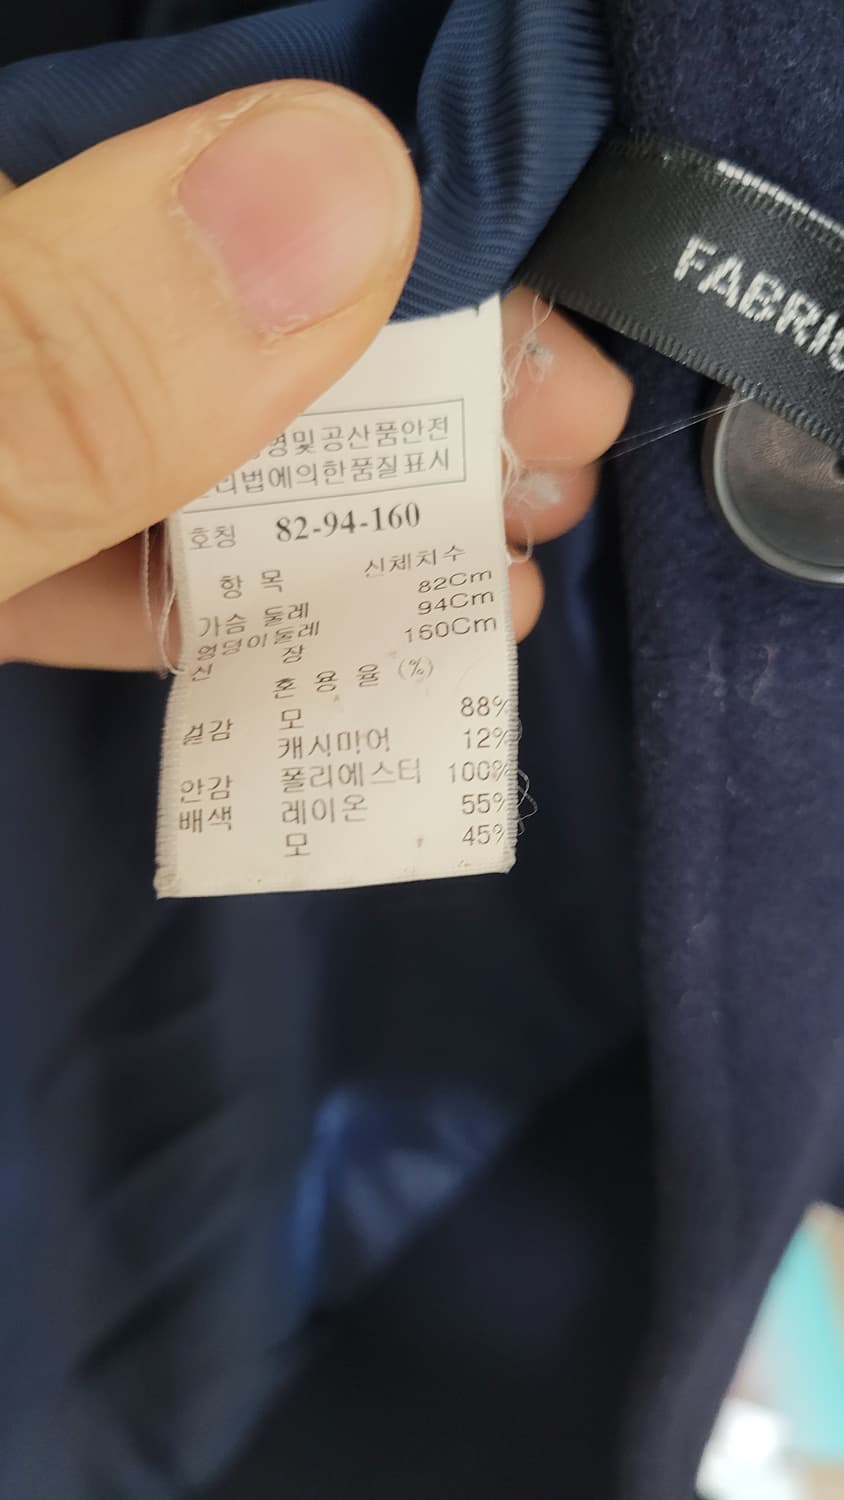 및공산품안전
법에의한품질표시
호칭 82-94-160
항 목 신체치수
가슴 둘레 82Cm
엉덩이둘레 94Cm
신 장 160Cm
혼 용 율 (%)
겉감 모 88%
캐시미어 12%
안감 폴리에스터 100%
배색 레이온 55%
모 45%
FABRIC